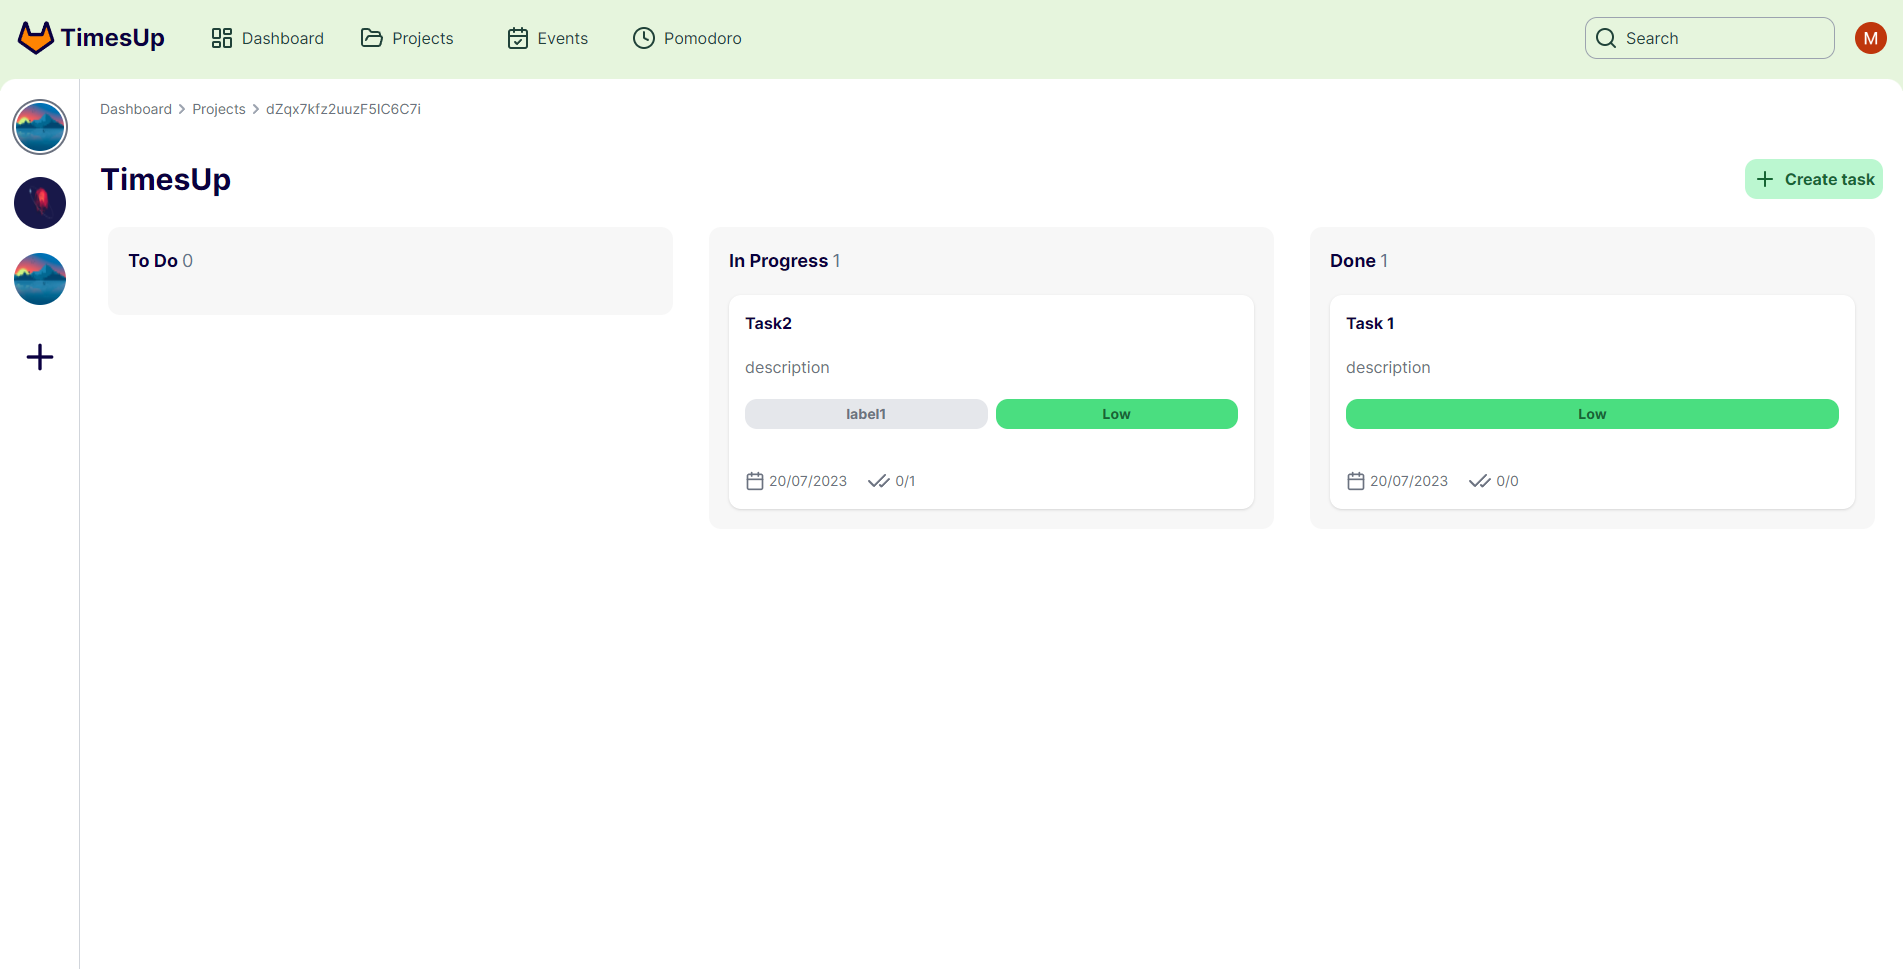 TimesUp
Dashboard
Projects
Events
Pomodoro
Search
M
Dashboard > Projects > dZqx7kfz2uuzF5IC6C7i
TimesUp
Create task
To Do 0
In Progress 1
Task2
description
label1
Low
20/07/2023
0/1
Done 1
Task 1
description
Low
20/07/2023
0/0